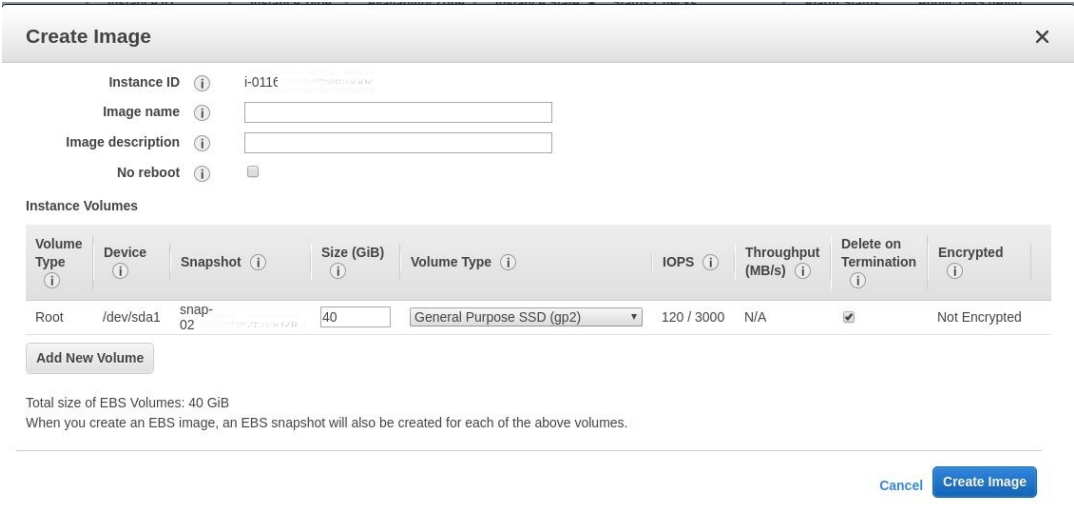 Create Image
Instance ID i-0116
Image name
Image description
No reboot
Instance Volumes
Volume Type Device Snapshot Size (GiB) Volume Type IOPS Throughput (MB/s) Delete on Termination Encrypted
Root /dev/sda1 snap-02 40 General Purpose SSD (gp2) 120 / 3000 N/A Not Encrypted
Add New Volume
Total size of EBS Volumes: 40 GiB
When you create an EBS image, an EBS snapshot will also be created for each of the above volumes.
Cancel Create Image